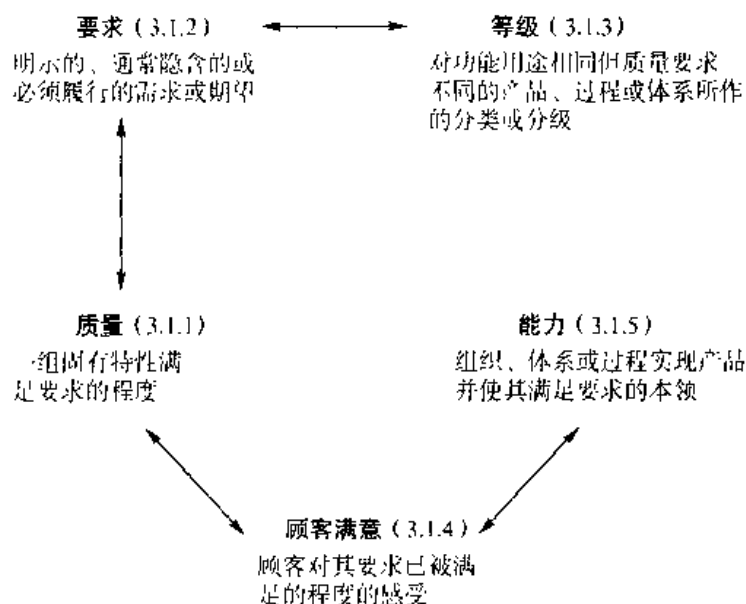 要求（3.1.2）
明示的、通常隐含的或
必须履行的需求或期望
等级（3.1.3）
对功能用途相同但质量要求
不同的产品、过程或体系所作
的分类或分级
质量（3.1.1）
一组固有特性满
足要求的程度
能力（3.1.5）
组织、体系或过程实现产品
并使其满足要求的本领
顾客满意（3.1.4）
顾客对其要求已被满
足的程度的感受